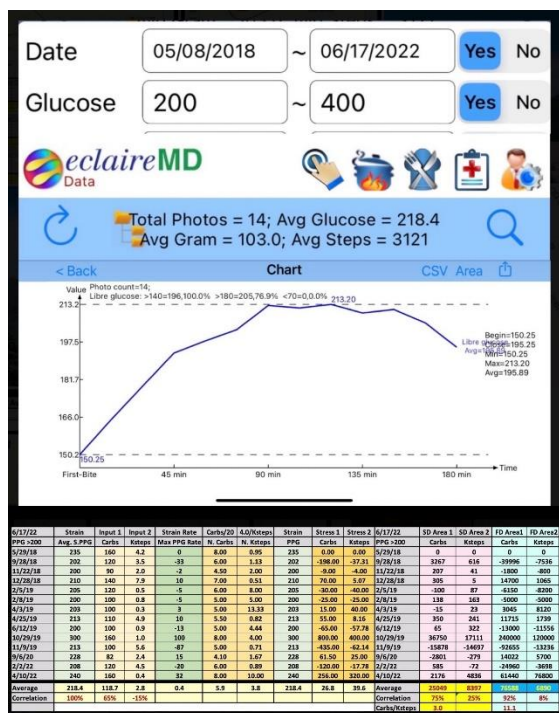 Date 05/08/2018 ~ 06/17/2022 Yes No
Glucose 200 ~ 400 Yes No
eclaireMD
Data
Total Photos = 14; Avg Glucose = 218.4
Avg Gram = 103.0; Avg Steps = 3121
< Back Chart CSV Area
Value Photo count=14;
Libre glucose: >140=196,100.0% >180=205,76.9% <70=0,0.0%
213.2 213.20
197.5
181.7
166.0
150.2 150.25
Libre glucose
Begin=150.25
Close=195.25
Min=150.25
Max=213.20
Avg=195.89
First-Bite 45 min 90 min 135 min 180 min Time
6/17/22 Strain Input 1 Input 2 Strain Rate Carbs/20 4.0/Ksteps Strain Stress 1 Stress 2 6/17/22 SD Area 1 SD Area 2 FD Area1 FD Area2
PPG >200 Avg. S.PPG Carbs Ksteps Max PPG Rate N. Carbs N. Ksteps PPG Carbs Ksteps PPG >200 Carbs Ksteps Carbs Ksteps
5/29/18 235 160 4.2 0 8.00 0.95 235 0.00 0.00 5/29/18 0 0 -39996 -7536
9/28/18 202 120 3.5 -33 6.00 1.13 202 -198.00 -37.31 9/28/18 3267 616 -39396 -7423
11/22/18 200 90 2.0 -2 4.50 2.00 200 -9.00 -4.00 11/22/18 207 41 -1800 -800
12/28/18 210 140 7.9 10 7.00 0.51 210 70.00 5.07 12/28/18 305 5 14700 1065
2/5/19 205 120 0.5 -5 6.00 8.00 205 -30.00 -40.00 2/5/19 -100 87 -6150 -8200
2/8/19 200 100 0.8 -5 5.00 5.00 200 -25.00 -25.00 2/8/19 138 163 -5000 -5000
4/3/19 203 100 0.3 3 5.00 13.33 203 15.00 40.00 4/3/19 -15 23 3045 8120
4/25/19 213 110 4.9 10 5.50 0.82 213 55.00 8.16 4/25/19 350 241 11715 1739
6/12/19 200 100 0.9 -13 5.00 4.44 200 -65.00 -57.78 6/12/19 65 322 -13000 -11556
10/29/19 300 160 1.0 100 8.00 4.00 300 800.00 400.00 10/29/19 36750 17111 240000 120000
11/9/19 213 100 5.6 -87 5.00 0.71 213 -435.00 -62.14 11/9/19 -15878 -14697 -92655 -13236
9/6/20 228 82 2.4 15 4.10 1.67 228 61.50 25.00 9/6/20 -2801 -279 14022 5700
2/2/22 208 120 4.5 -20 6.00 0.89 208 -120.00 -17.78 2/2/22 585 -72 -24960 -3698
4/10/22 240 160 0.4 32 8.00 10.00 240 256.00 320.00 4/10/22 2176 4836 61440 76800
Average 218.4 118.7 2.8 0.4 5.9 3.8 218.4 26.8 39.6 Average 25049 8397 76588 6890
Correlation 100% 65% -15% Correlation 75% 25% 92% 8%
Carbs/Ksteps 3.0 11.1